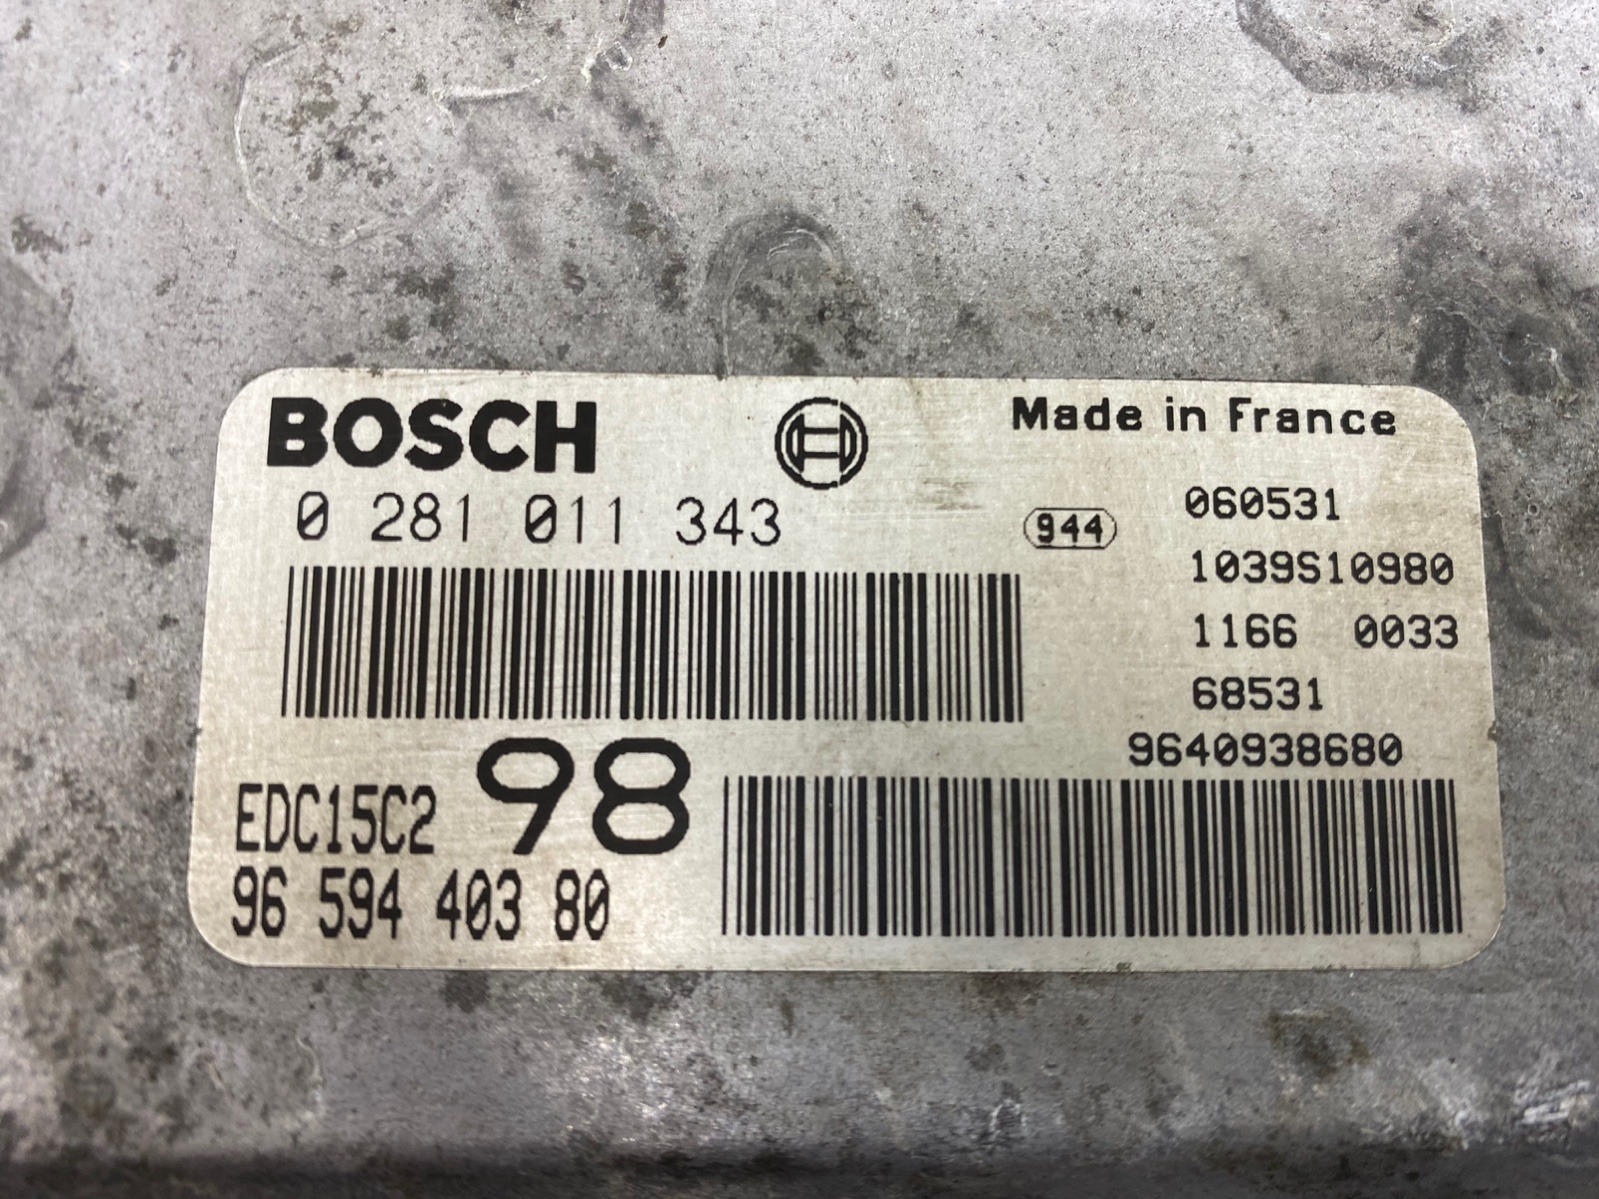 BOSCH
Made in France
0 281 011 343
944
060531
1039S10980
1166 0033
68531
9640938680
EDC15C2 98
96 594 403 80